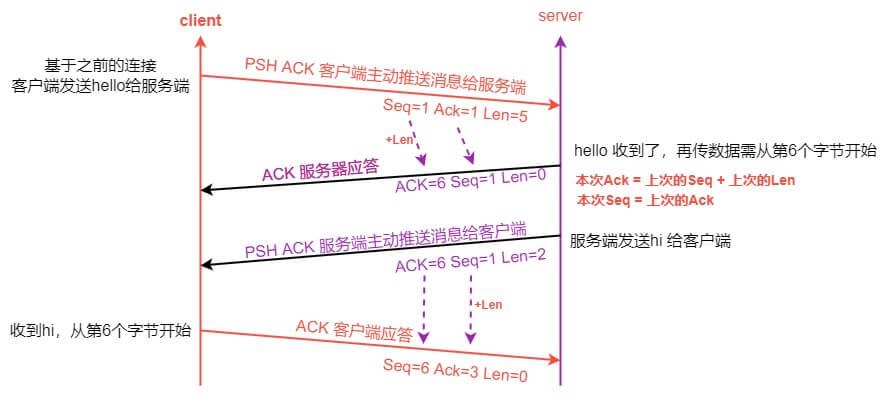 client
server
基于之前的连接
客户端发送hello给服务端
PSH ACK 客户端主动推送消息给服务端
Seq=1 Ack=1 Len=5
+Len
hello 收到了，再传数据需从第6个字节开始
ACK 服务器应答
ACK=6 Seq=1 Len=0
本次Ack = 上次的Seq + 上次的Len
本次Seq = 上次的Ack
PSH ACK 服务端主动推送消息给客户端
服务端发送hi 给客户端
ACK=6 Seq=1 Len=2
+Len
收到hi，从第6个字节开始
ACK 客户端应答
Seq=6 Ack=3 Len=0